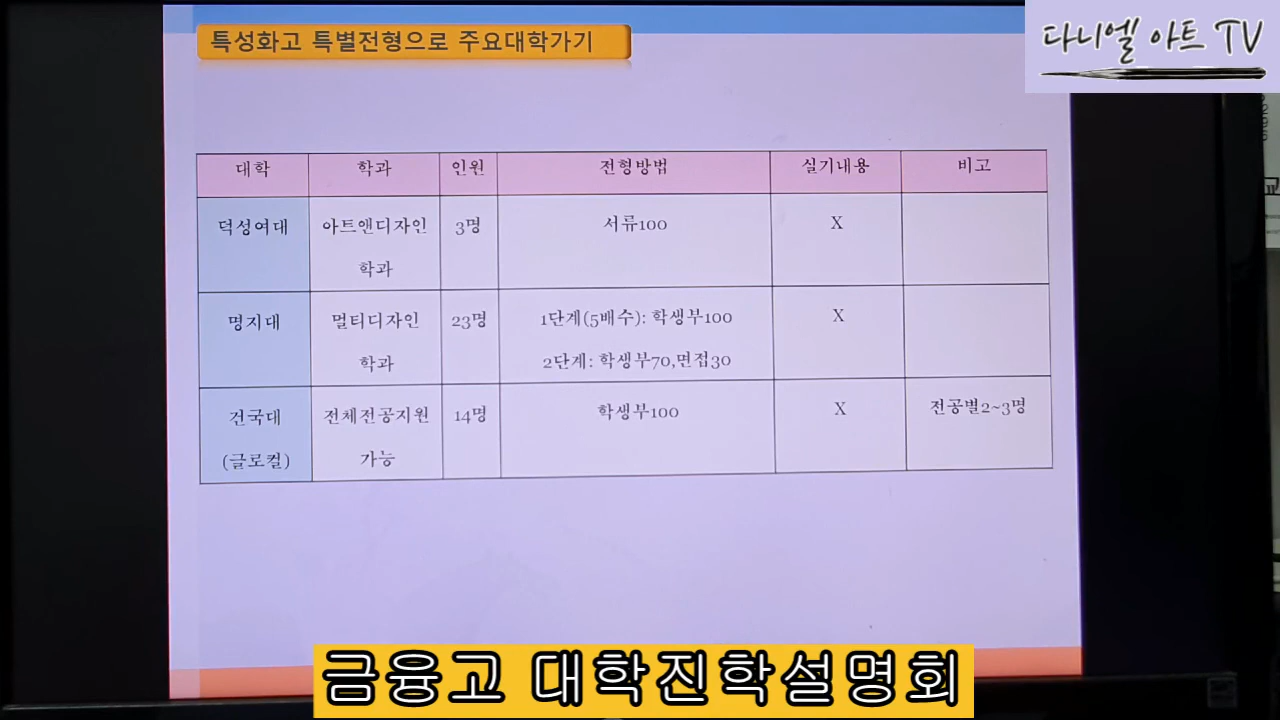 특성화고 특별전형으로 주요대학가기
다니엘 아트 TV
대학 학과 인원 전형방법 실기내용 비고
덕성여대 아트앤디자인 3명 서류100 X
학과
명지대 멀티디자인 23명 1단계(5배수): 학생부100 X
학과 2단계: 학생부70,면접30
건국대 전체전공지원 14명 학생부100 X 전공별2~3명
(글로컬) 가능
금융고 대학진학설명회